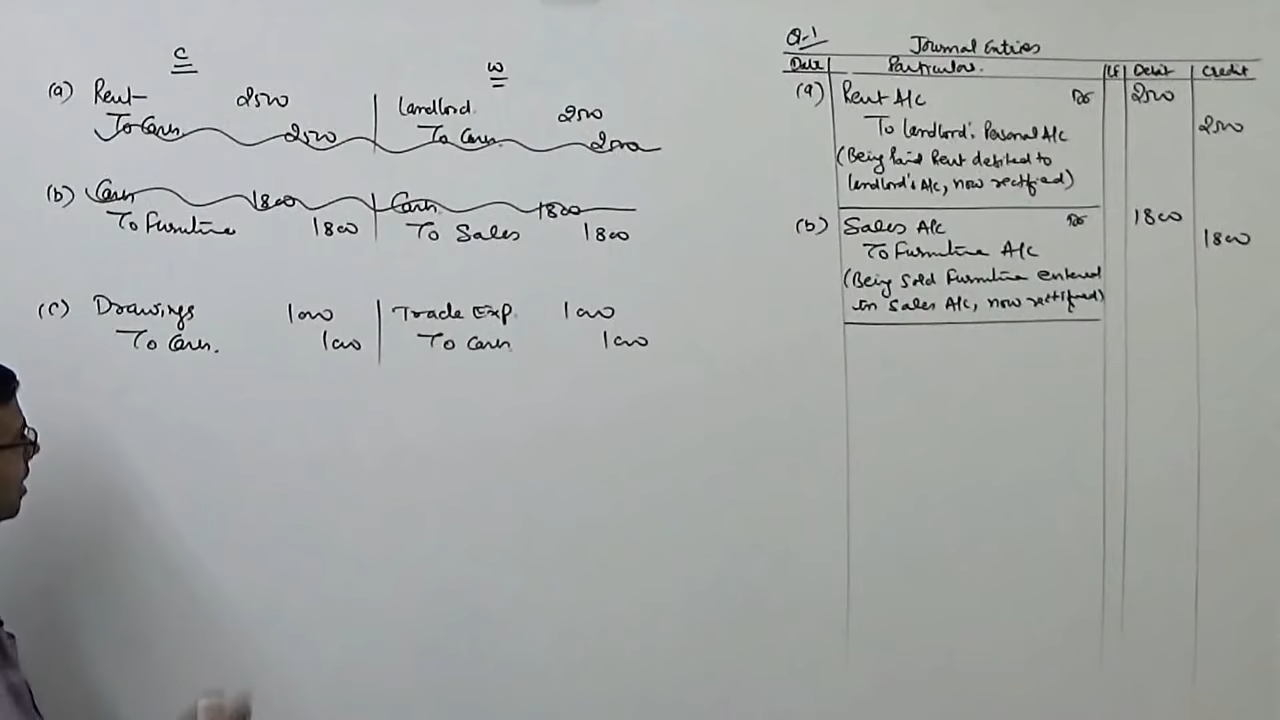 C
W
(a) Rent 2500 Landlord 2500
To Cash 2500 To Cash 2500
(b) Cash 1800 Cash 1800
To Furniture 1800 To Sales 1800
(c) Drawings 1000 Trade Exp. 1000
To Cash. 1000 To Cash 1000
Q-1 Journal Entries
Date Particulars. LF Debit Credit
(a) Rent A/c Dr 2500
To Landlord's Personal A/c 2500
(Being Paid Rent debited to
landlord's A/c, now rectified)
(b) Sales A/c Dr 1800
To Furniture A/c 1800
(Being Sold Furniture entered
in Sales A/c, now rectified)